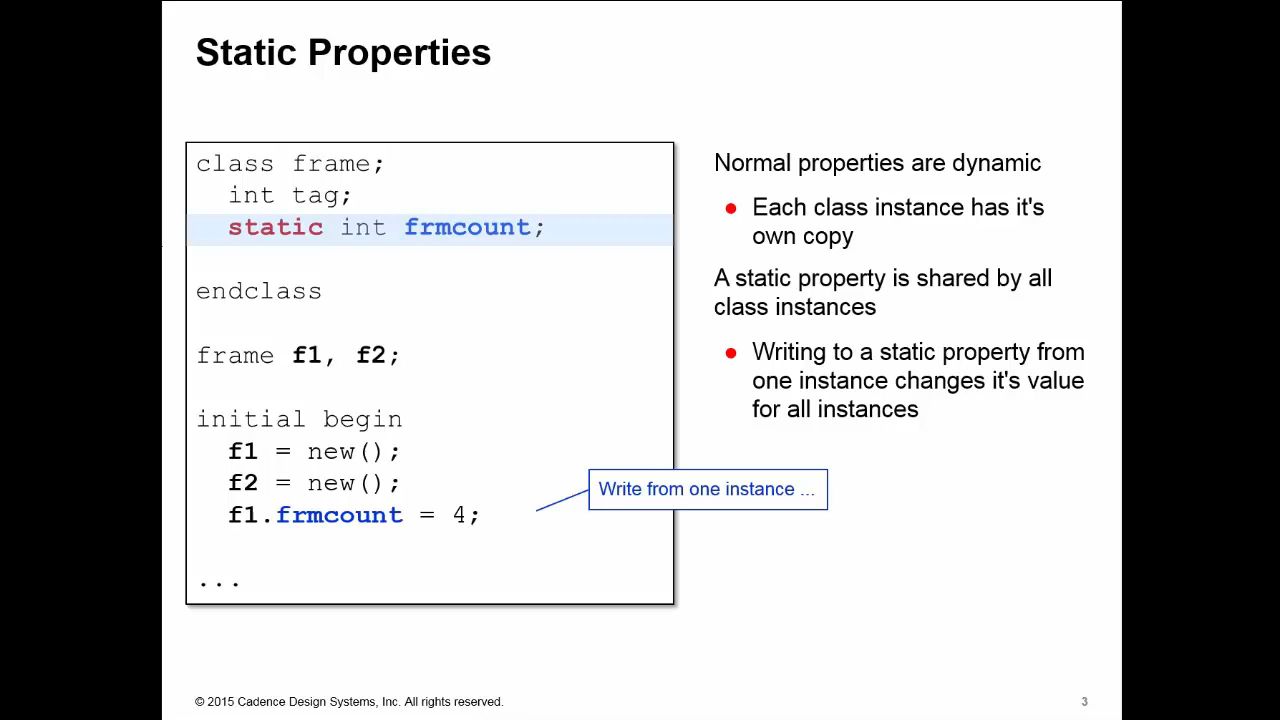 Static Properties
class frame;
int tag;
static int frmcount;
endclass
frame f1, f2;
initial begin
f1 = new();
f2 = new();
f1.frmcount = 4;
...
Write from one instance ...
Normal properties are dynamic
Each class instance has it's
own copy
A static property is shared by all
class instances
Writing to a static property from
one instance changes it's value
for all instances
© 2015 Cadence Design Systems, Inc. All rights reserved.
3